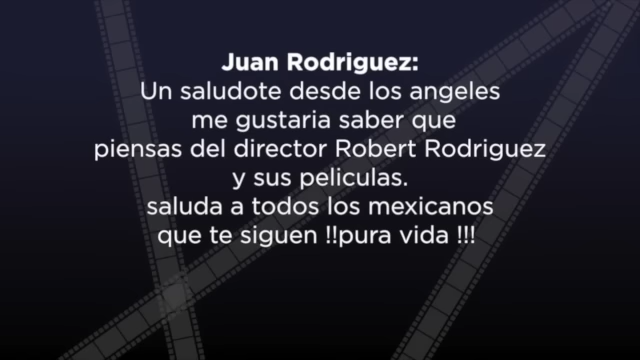 Juan Rodriguez:
Un saludote desde los angeles
me gustaria saber que
piensas del director Robert Rodriguez
y sus peliculas.
saluda a todos los mexicanos
que te siguen !!pura vida !!!